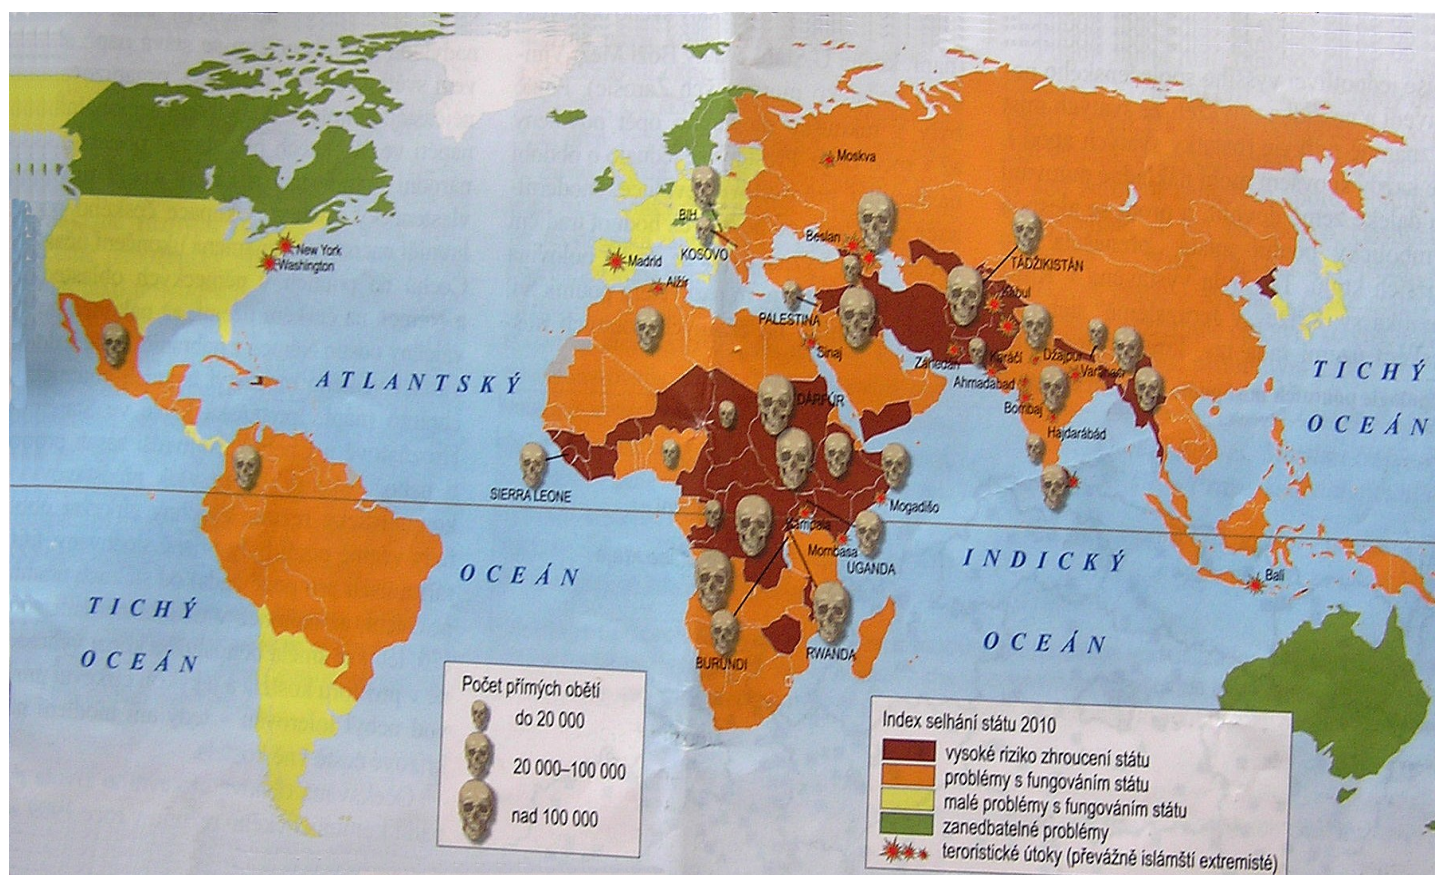 Moskva
New York
Washington
Madrid
Alžír
BIH
KOSOVO
Beslan
TÁDŽIKISTÁN
Kábul
PALESTINA
Sinaj
Záhedán
Karáčí
Džajpur
Ahmadabad
Váránasí
Bombaj
Hajdarábád
ATLANTSKÝ
OCEÁN
TICHÝ
OCEÁN
DÁRFÚR
SIERRA LEONE
Mogadišo
Kampala
Mombasa
UGANDA
INDICKÝ
OCEÁN
Bali
TICHÝ
OCEÁN
BURUNDI
RWANDA
Počet přímých obětí
do 20 000
20 000–100 000
nad 100 000
Index selhání státu 2010
vysoké riziko zhroucení státu
problémy s fungováním státu
malé problémy s fungováním státu
zanedbatelné problémy
teroristické útoky (převážně islámští extremisté)